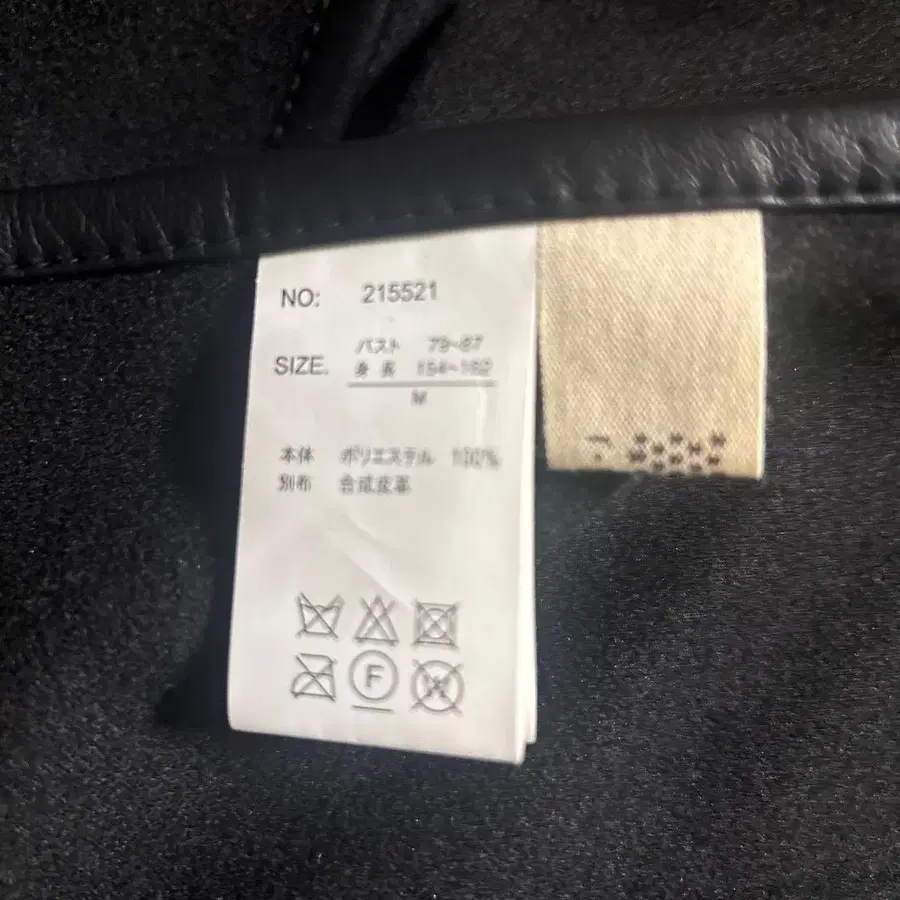 NO: 215521
SIZE. バスト 79~87
身長 154~162
M
本体 ポリエステル 100%
別布 合成皮革
F
W